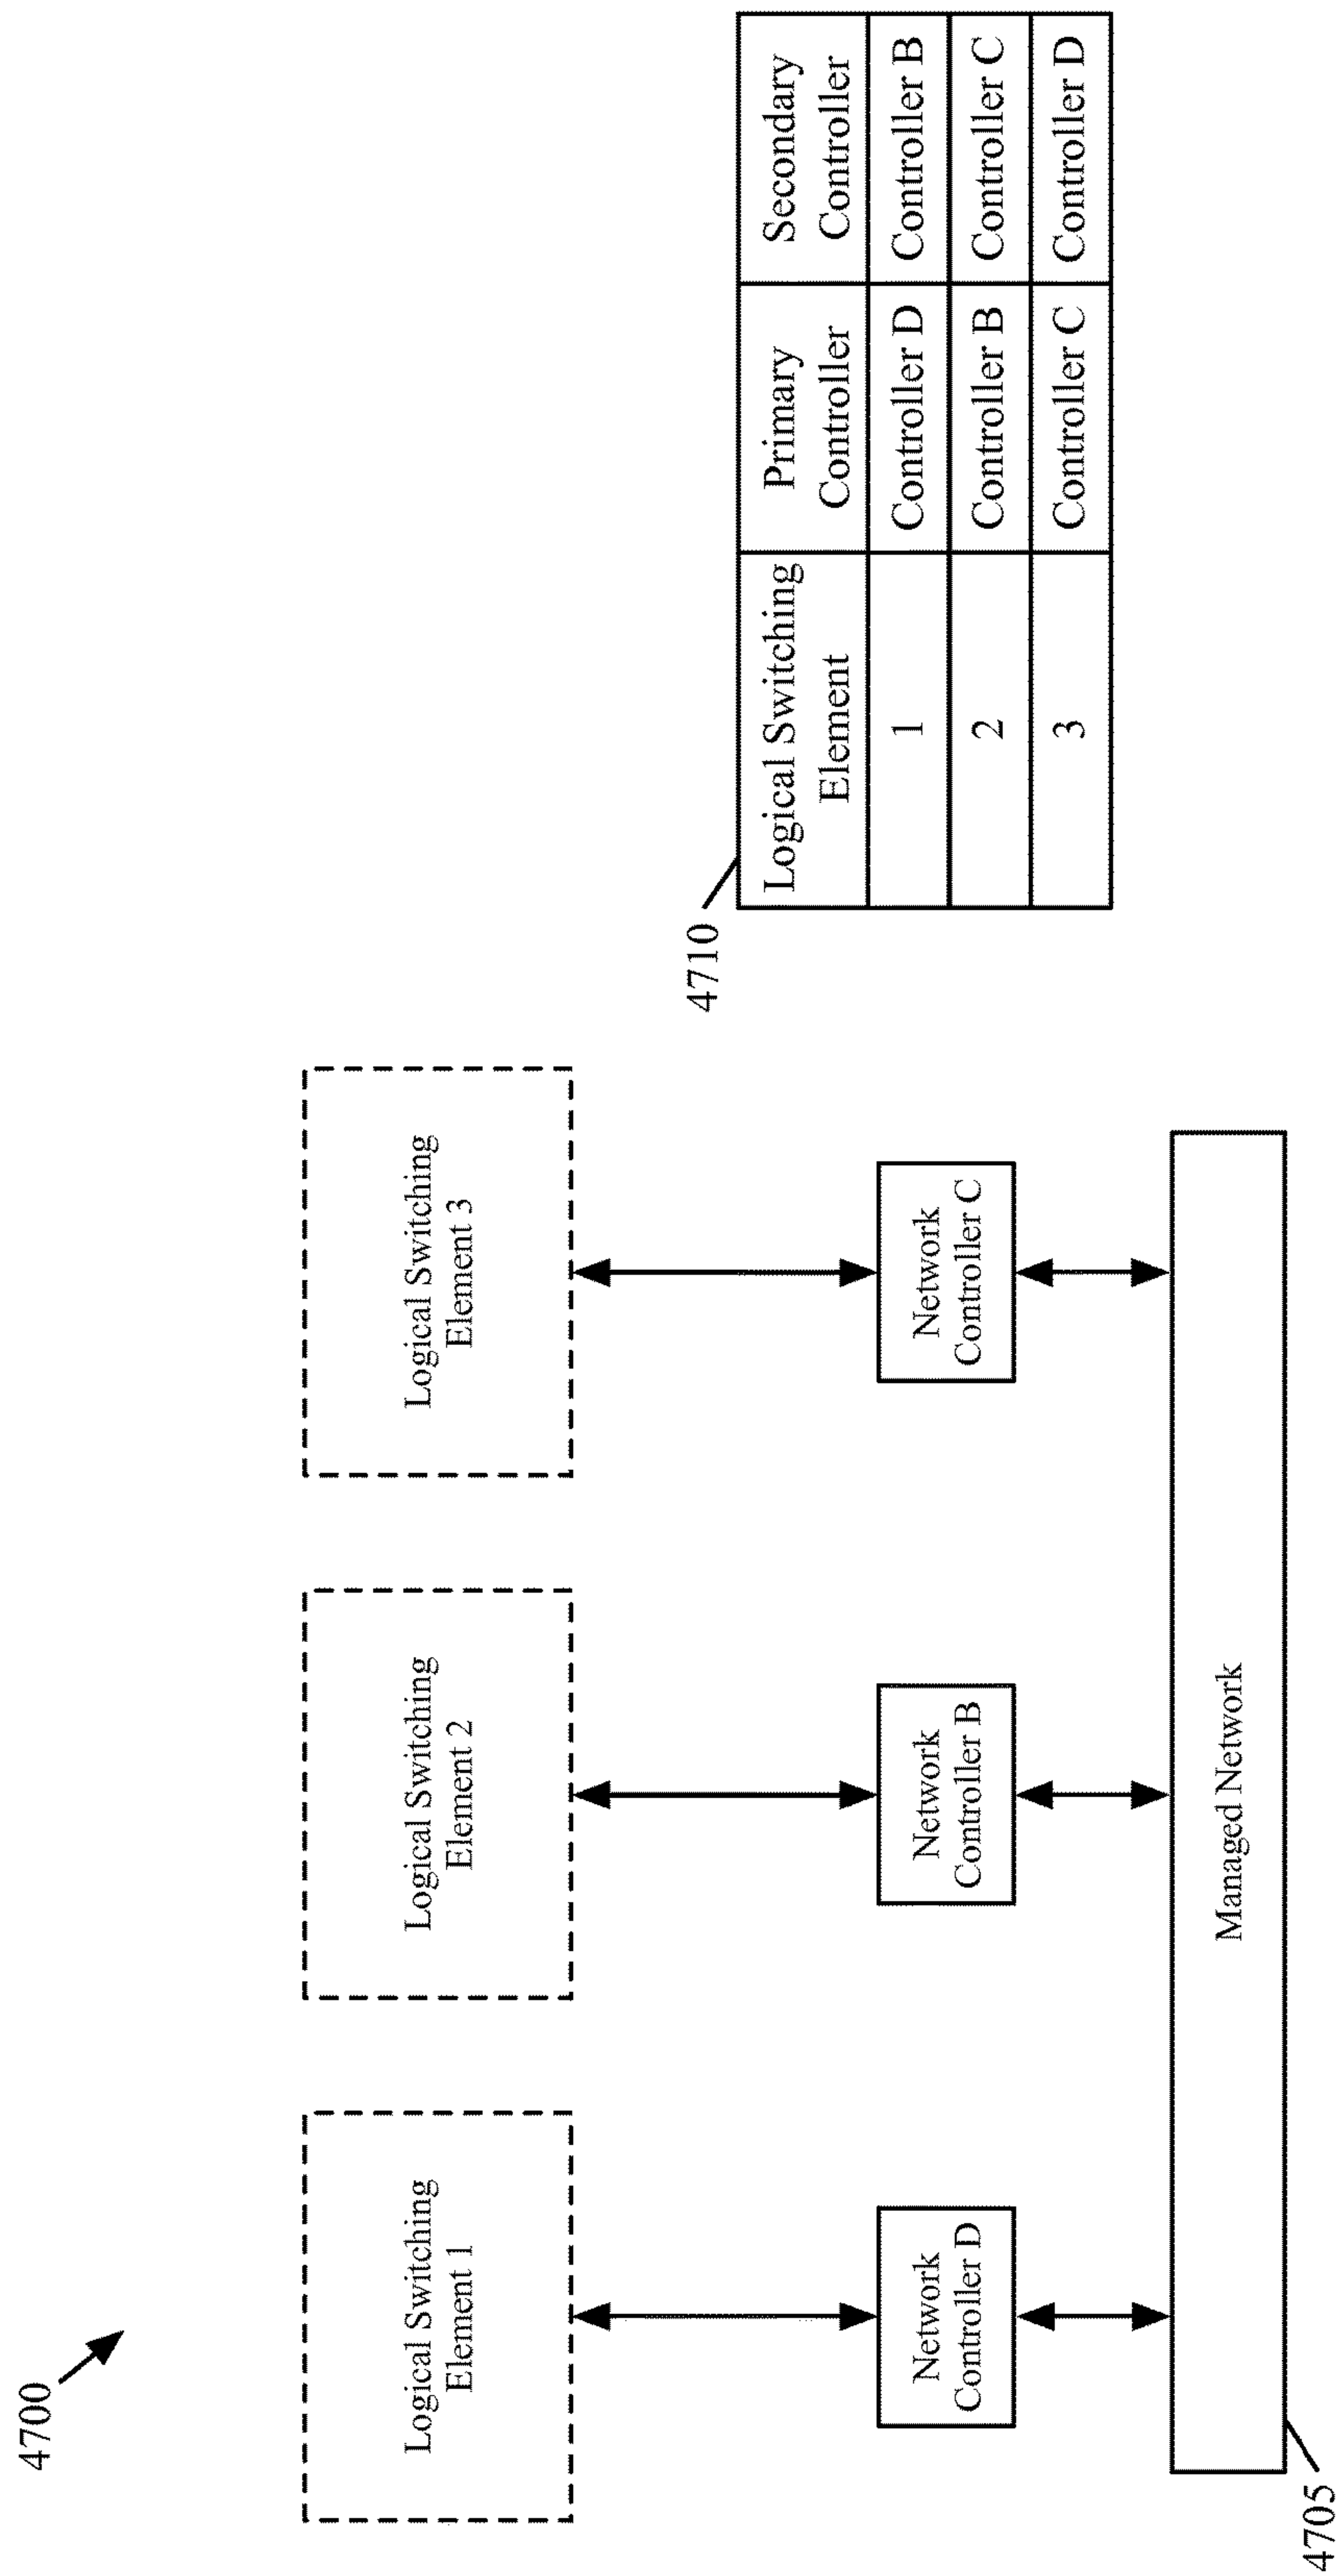 4700
Logical Switching
Element 1
Logical Switching
Element 2
Logical Switching
Element 3
Network
Controller D
Network
Controller B
Network
Controller C
Managed Network
4705
4710
Logical Switching
Element
Primary
Controller
Secondary
Controller
1
Controller D
Controller B
2
Controller B
Controller C
3
Controller C
Controller D